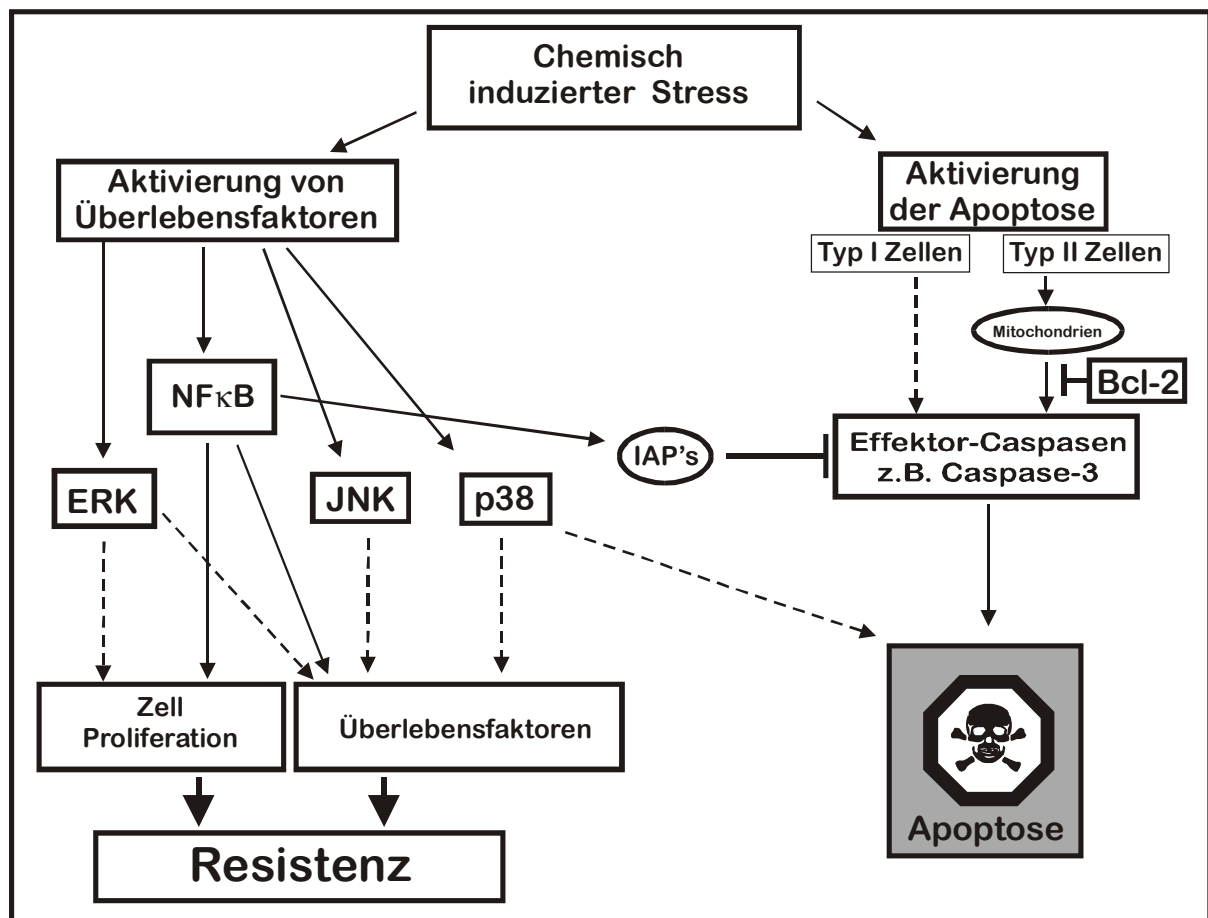 Chemisch
induzierter Stress
Aktivierung von
Überlebensfaktoren
Aktivierung
der Apoptose
Typ I Zellen
Typ II Zellen
Mitochondrien
Bcl-2
NFκB
IAP's
Effektor-Caspasen
z.B. Caspase-3
ERK
JNK
p38
Zell
Proliferation
Überlebensfaktoren
Apoptose
Resistenz